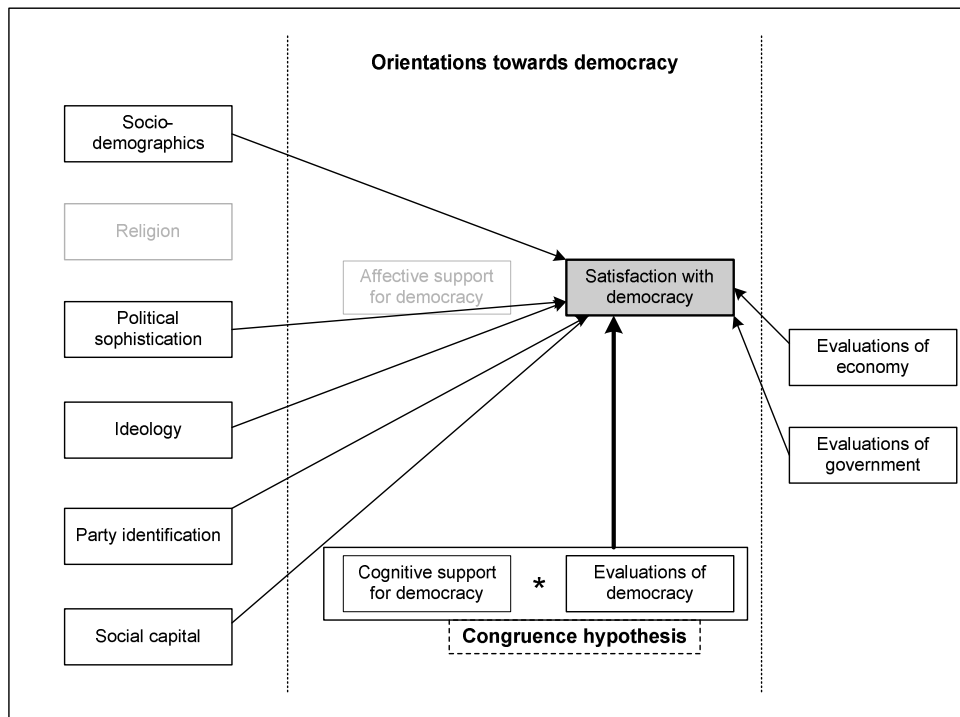 Orientations towards democracy
Socio-
demographics
Religion
Political
sophistication
Ideology
Party identification
Social capital
Affective support
for democracy
Satisfaction with
democracy
Cognitive support
for democracy
*
Evaluations of
democracy
Congruence hypothesis
Evaluations of
economy
Evaluations of
government